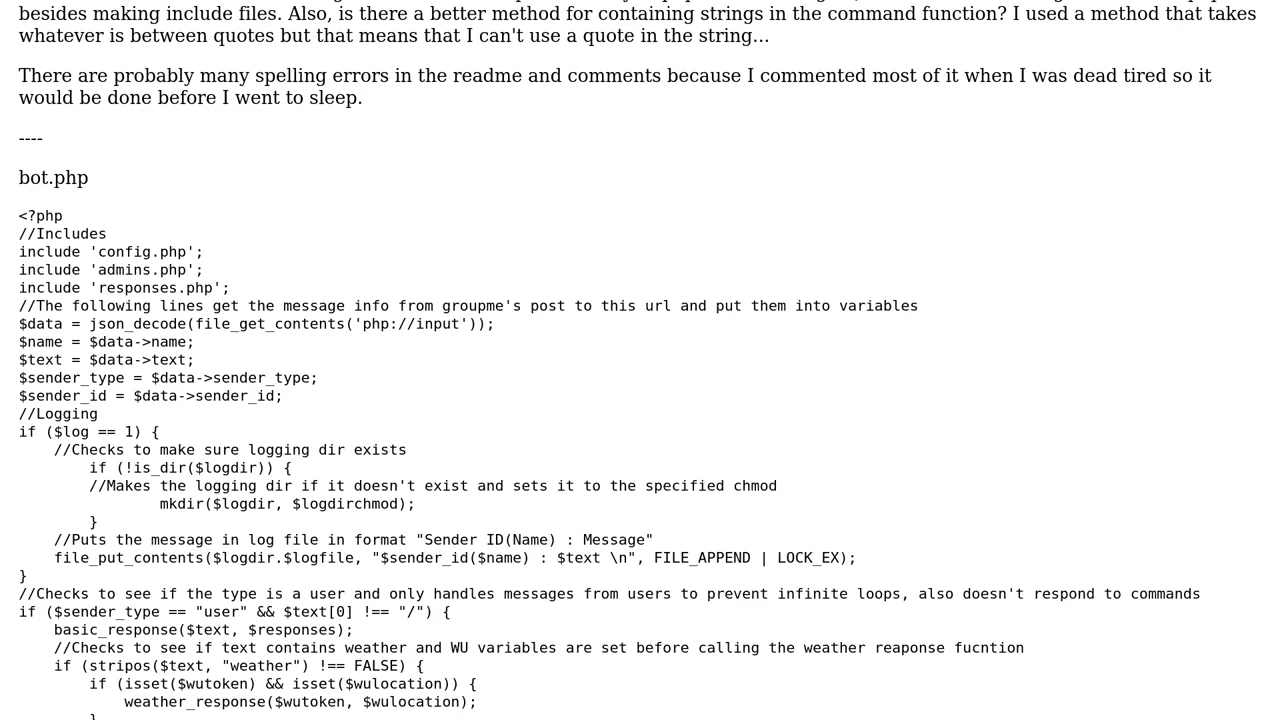 besides making include files. Also, is there a better method for containing strings in the command function? I used a method that takes
whatever is between quotes but that means that I can't use a quote in the string...
There are probably many spelling errors in the readme and comments because I commented most of it when I was dead tired so it
would be done before I went to sleep.
----
bot.php
<?php
//Includes
include 'config.php';
include 'admins.php';
include 'responses.php';
//The following lines get the message info from groupme's post to this url and put them into variables
$data = json_decode(file_get_contents('php://input'));
$name = $data->name;
$text = $data->text;
$sender_type = $data->sender_type;
$sender_id = $data->sender_id;
//Logging
if ($log == 1) {
    //Checks to make sure logging dir exists
        if (!is_dir($logdir)) {
        //Makes the logging dir if it doesn't exist and sets it to the specified chmod
                mkdir($logdir, $logdirchmod);
        }
    //Puts the message in log file in format "Sender ID(Name) : Message"
    file_put_contents($logdir.$logfile, "$sender_id($name) : $text \n", FILE_APPEND | LOCK_EX);
}
//Checks to see if the type is a user and only handles messages from users to prevent infinite loops, also doesn't respond to commands
if ($sender_type == "user" && $text[0] !== "/") {
    basic_response($text, $responses);
    //Checks to see if text contains weather and WU variables are set before calling the weather reaponse fucntion
    if (stripos($text, "weather") !== FALSE) {
        if (isset($wutoken) && isset($wulocation)) {
            weather_response($wutoken, $wulocation);
        }